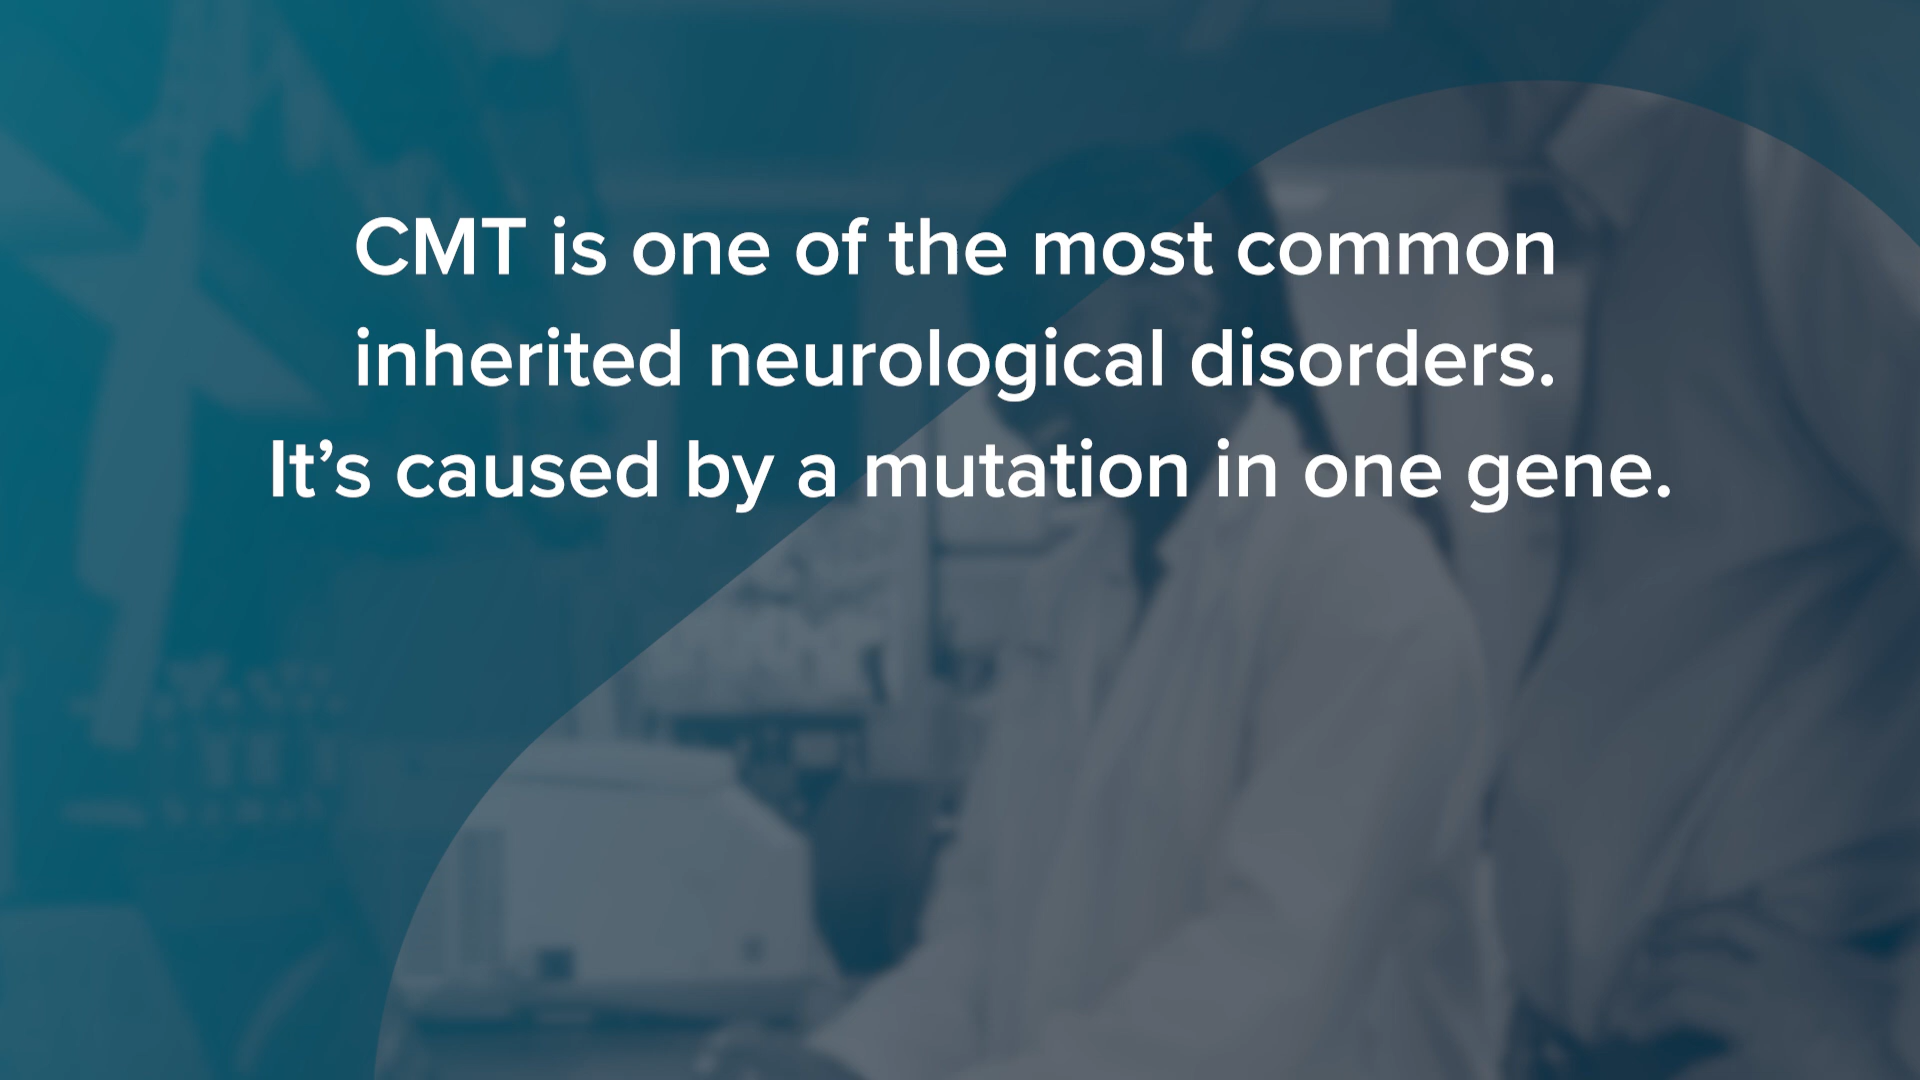 CMT is one of the most common
inherited neurological disorders.
It’s caused by a mutation in one gene.